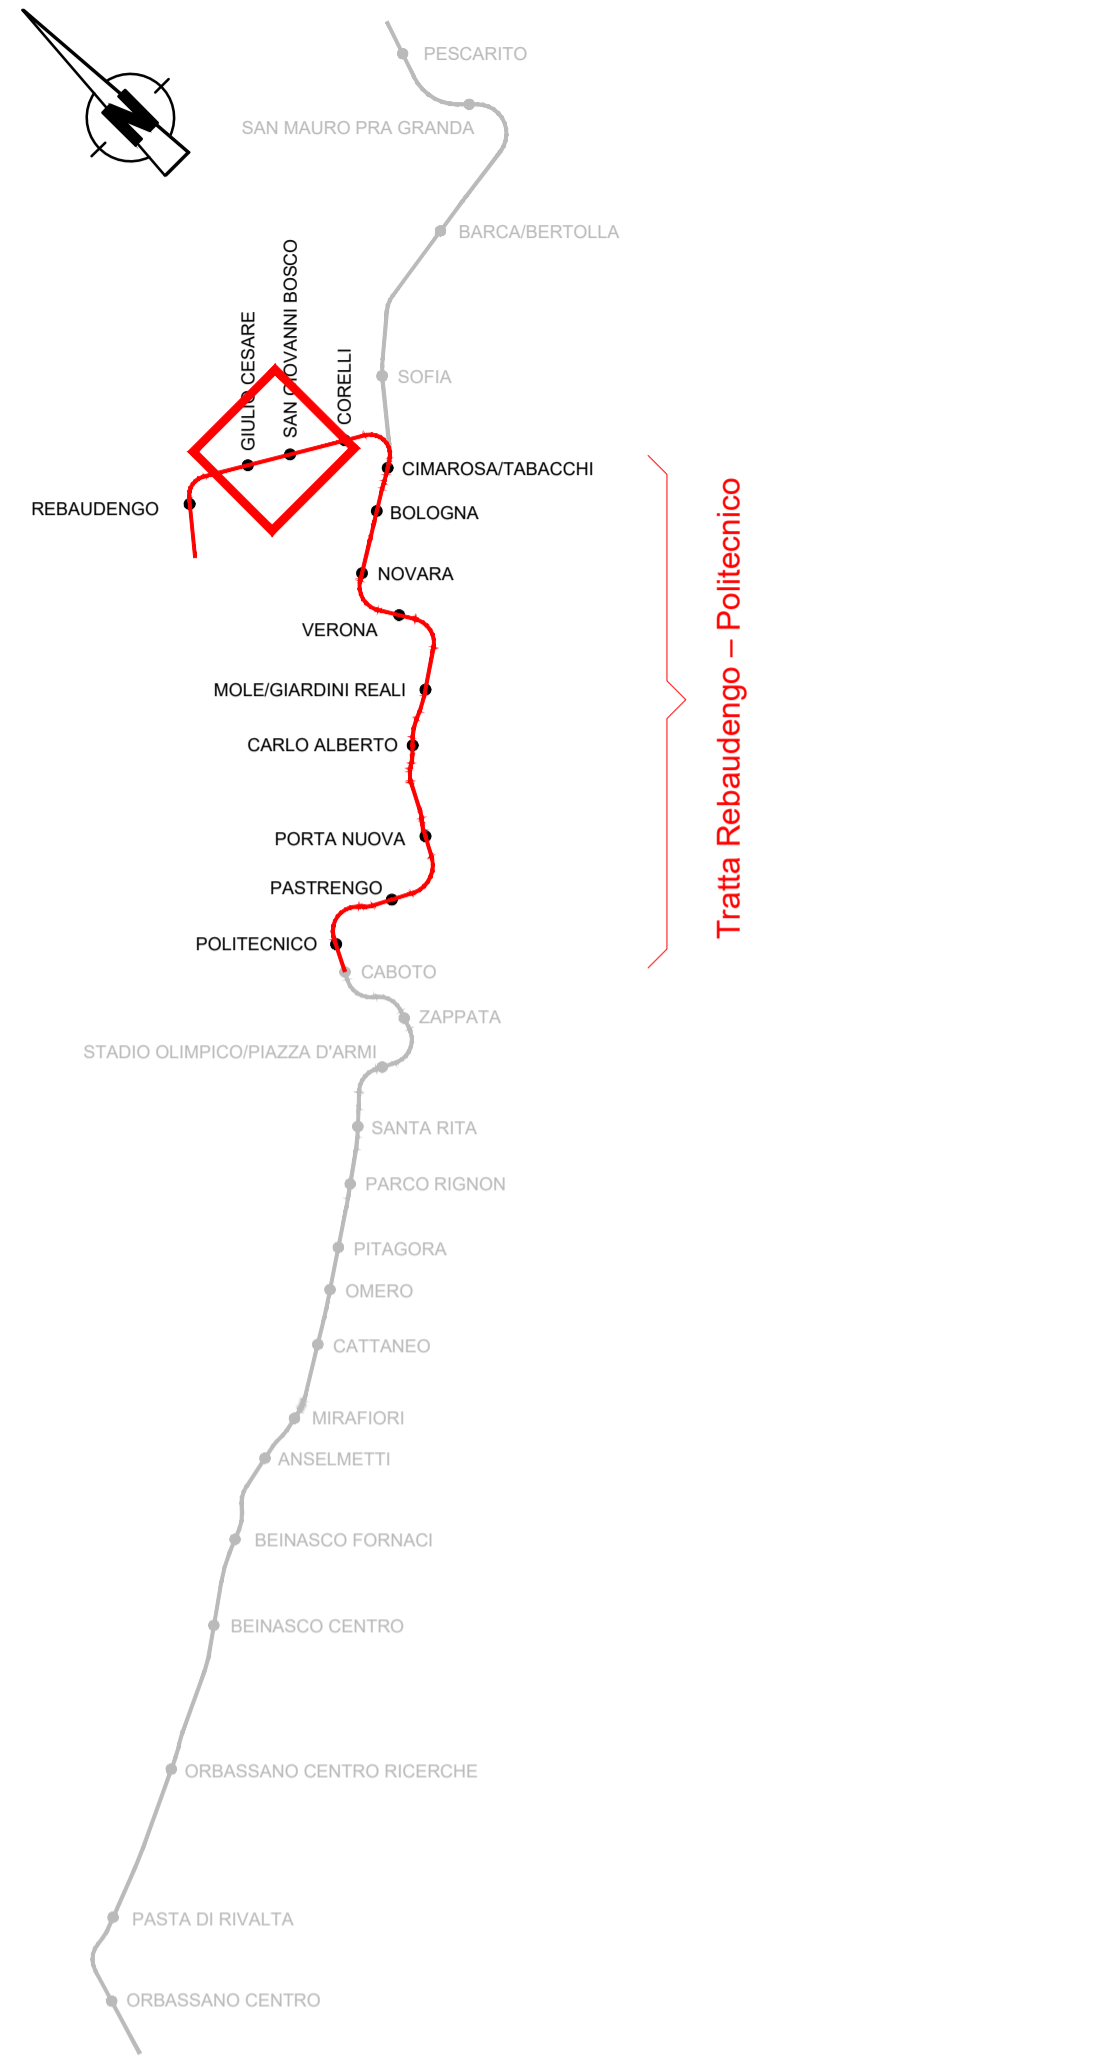 N
PESCARITO
SAN MAURO PRA GRANDA
BARCA/BERTOLLA
SOFIA
GIULIO CESARE
SAN GIOVANNI BOSCO
CORELLI
REBAUDENGO
CIMAROSA/TABACCHI
BOLOGNA
NOVARA
VERONA
MOLE/GIARDINI REALI
CARLO ALBERTO
PORTA NUOVA
PASTRENGO
POLITECNICO
Tratta Rebaudengo – Politecnico
CABOTO
ZAPPATA
STADIO OLIMPICO/PIAZZA D'ARMI
SANTA RITA
PARCO RIGNON
PITAGORA
OMERO
CATTANEO
MIRAFIORI
ANSELMETTI
BEINASCO FORNACI
BEINASCO CENTRO
ORBASSANO CENTRO RICERCHE
PASTA DI RIVALTA
ORBASSANO CENTRO